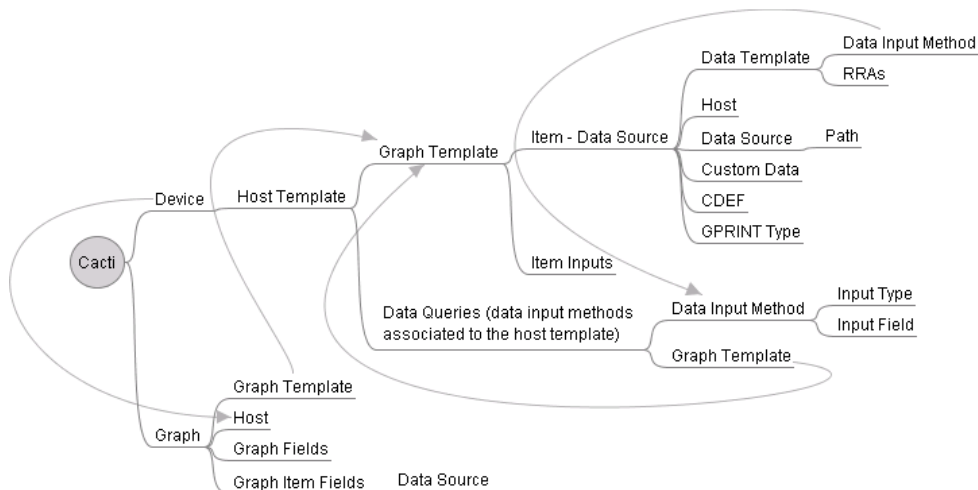 Cacti
Device
Host Template
Graph Template
Item - Data Source
Data Template
Data Input Method
RRAs
Host
Data Source
Path
Custom Data
CDEF
GPRINT Type
Item Inputs
Data Queries (data input methods
associated to the host template)
Data Input Method
Input Type
Input Field
Graph Template
Graph
Graph Template
Host
Graph Fields
Graph Item Fields
Data Source